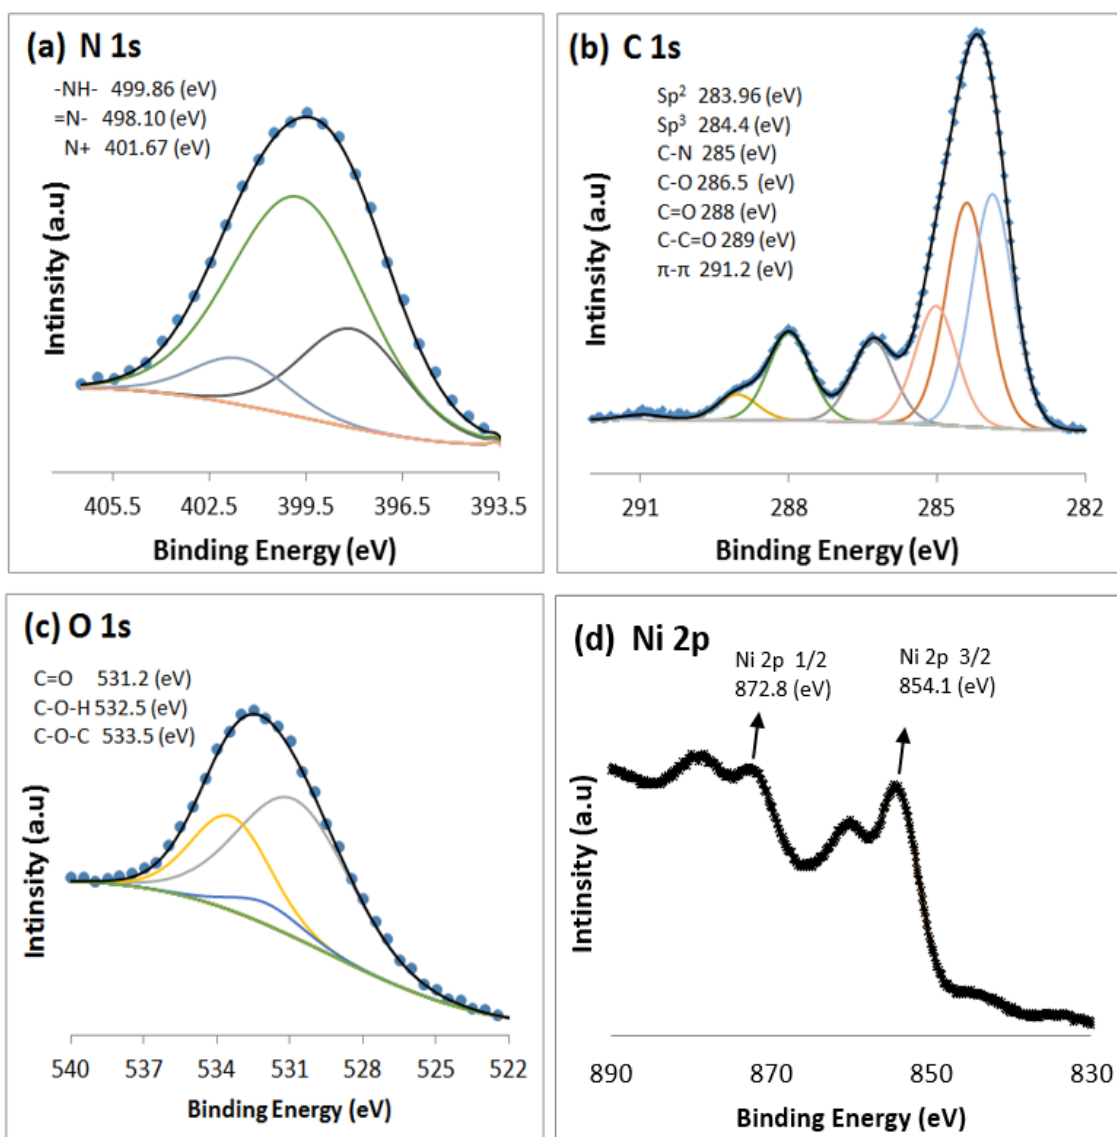 (a) N 1s
-NH- 499.86 (eV)
=N- 498.10 (eV)
N+ 401.67 (eV)
Intinsity (a.u)
405.5 402.5 399.5 396.5 393.5
Binding Energy (eV)
(b) C 1s
Sp² 283.96 (eV)
Sp³ 284.4 (eV)
C-N 285 (eV)
C-O 286.5 (eV)
C=O 288 (eV)
C-C=O 289 (eV)
π-π 291.2 (eV)
Intinsity (a.u)
291 288 285 282
Binding Energy (eV)
(c) O 1s
C=O 531.2 (eV)
C-O-H 532.5 (eV)
C-O-C 533.5 (eV)
Intinsity (a.u)
540 537 534 531 528 525 522
Binding Energy (eV)
(d) Ni 2p
Ni 2p 1/2
872.8 (eV)
Ni 2p 3/2
854.1 (eV)
Intinsity (a.u)
890 870 850 830
Binding Energy (eV)